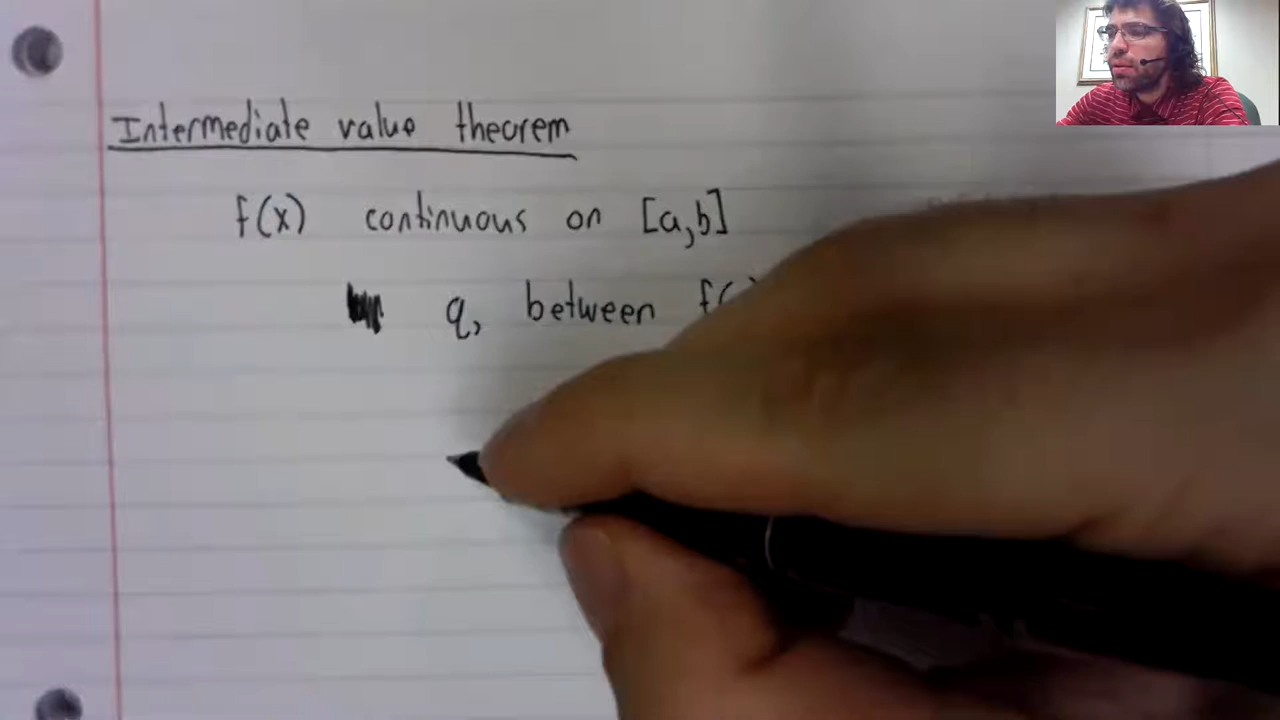 Intermediate value theorem
f(x) continuous on [a,b]
q, between